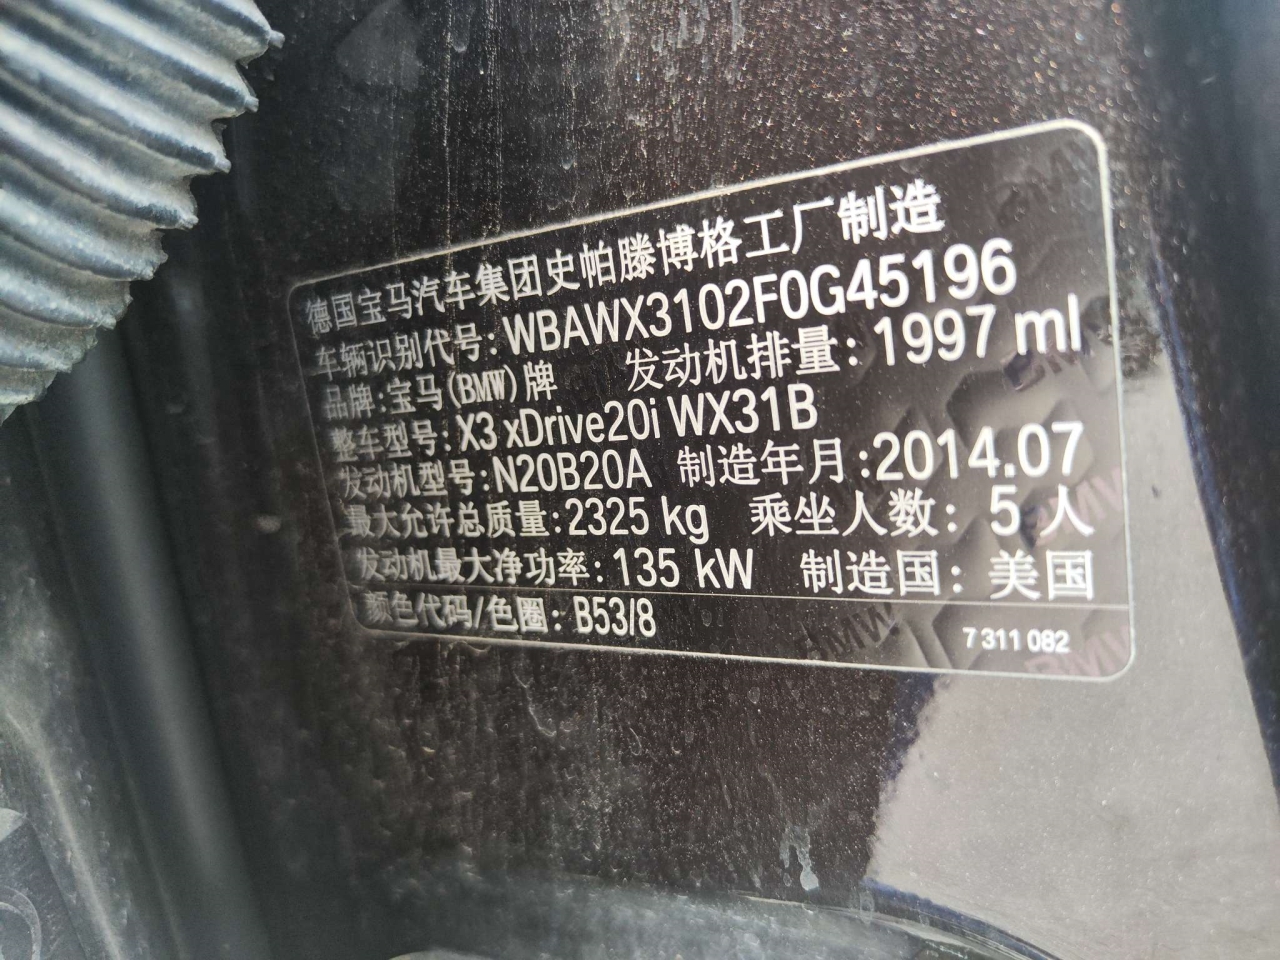 德国宝马汽车集团史帕滕博格工厂制造
车辆识别代号: WBAWX3102F0G45196
品牌:宝马(BMW)牌 发动机排量: 1997 ml
整车型号: X3 xDrive20i WX31B
发动机型号: N20B20A 制造年月:2014.07
最大允许总质量: 2325 kg 乘坐人数: 5 人
发动机最大净功率: 135 kW 制造国: 美国
颜色代码/色圈: B53/8 7 311 082